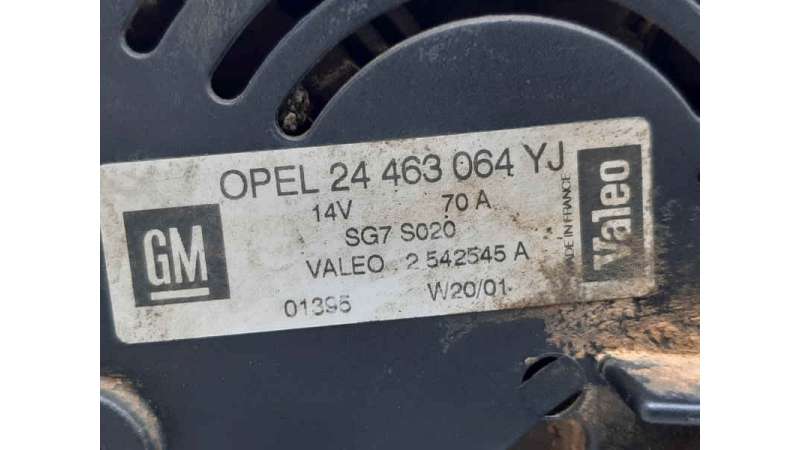 OPEL 24 463 064 YJ
14V 70 A
SG7 S020
VALEO 2 542545 A
01395 W20/01
GM
MADE IN FRANCE
Valeo